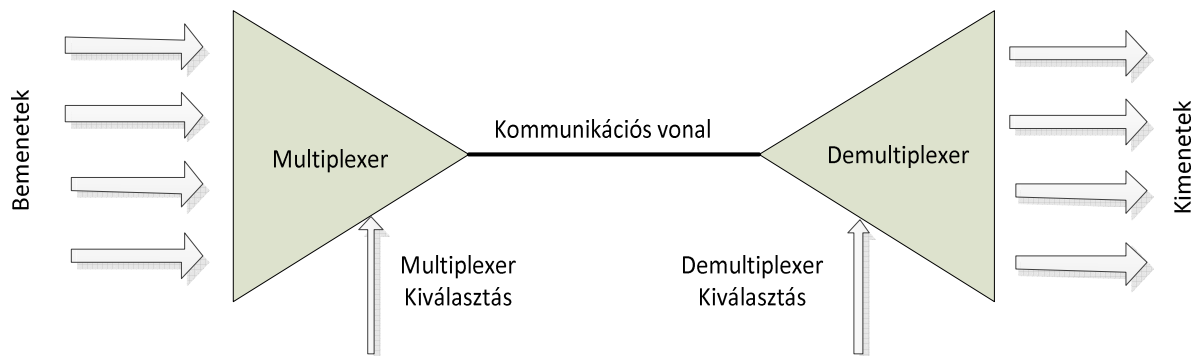 Bemenetek
Multiplexer
Kommunikációs vonal
Demultiplexer
Kimenetek
Multiplexer
Kiválasztás
Demultiplexer
Kiválasztás